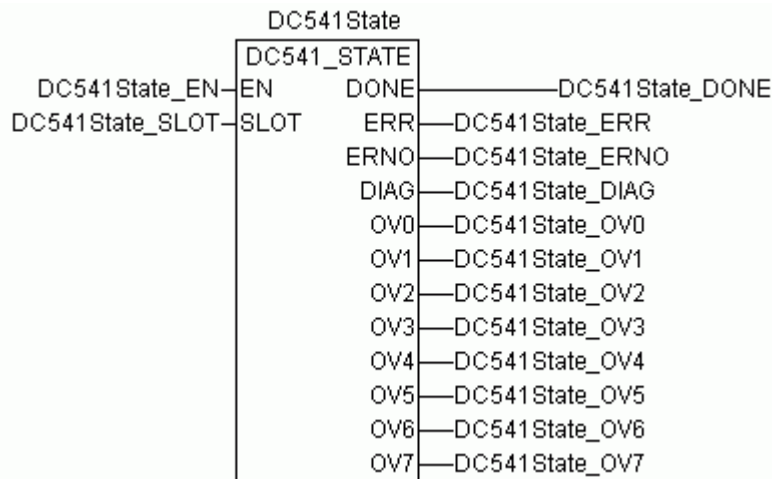 DC541State
DC541_STATE
DC541State_EN EN DONE DC541State_DONE
DC541State_SLOT SLOT ERR DC541State_ERR
ERNO DC541State_ERNO
DIAG DC541State_DIAG
OV0 DC541State_OV0
OV1 DC541State_OV1
OV2 DC541State_OV2
OV3 DC541State_OV3
OV4 DC541State_OV4
OV5 DC541State_OV5
OV6 DC541State_OV6
OV7 DC541State_OV7